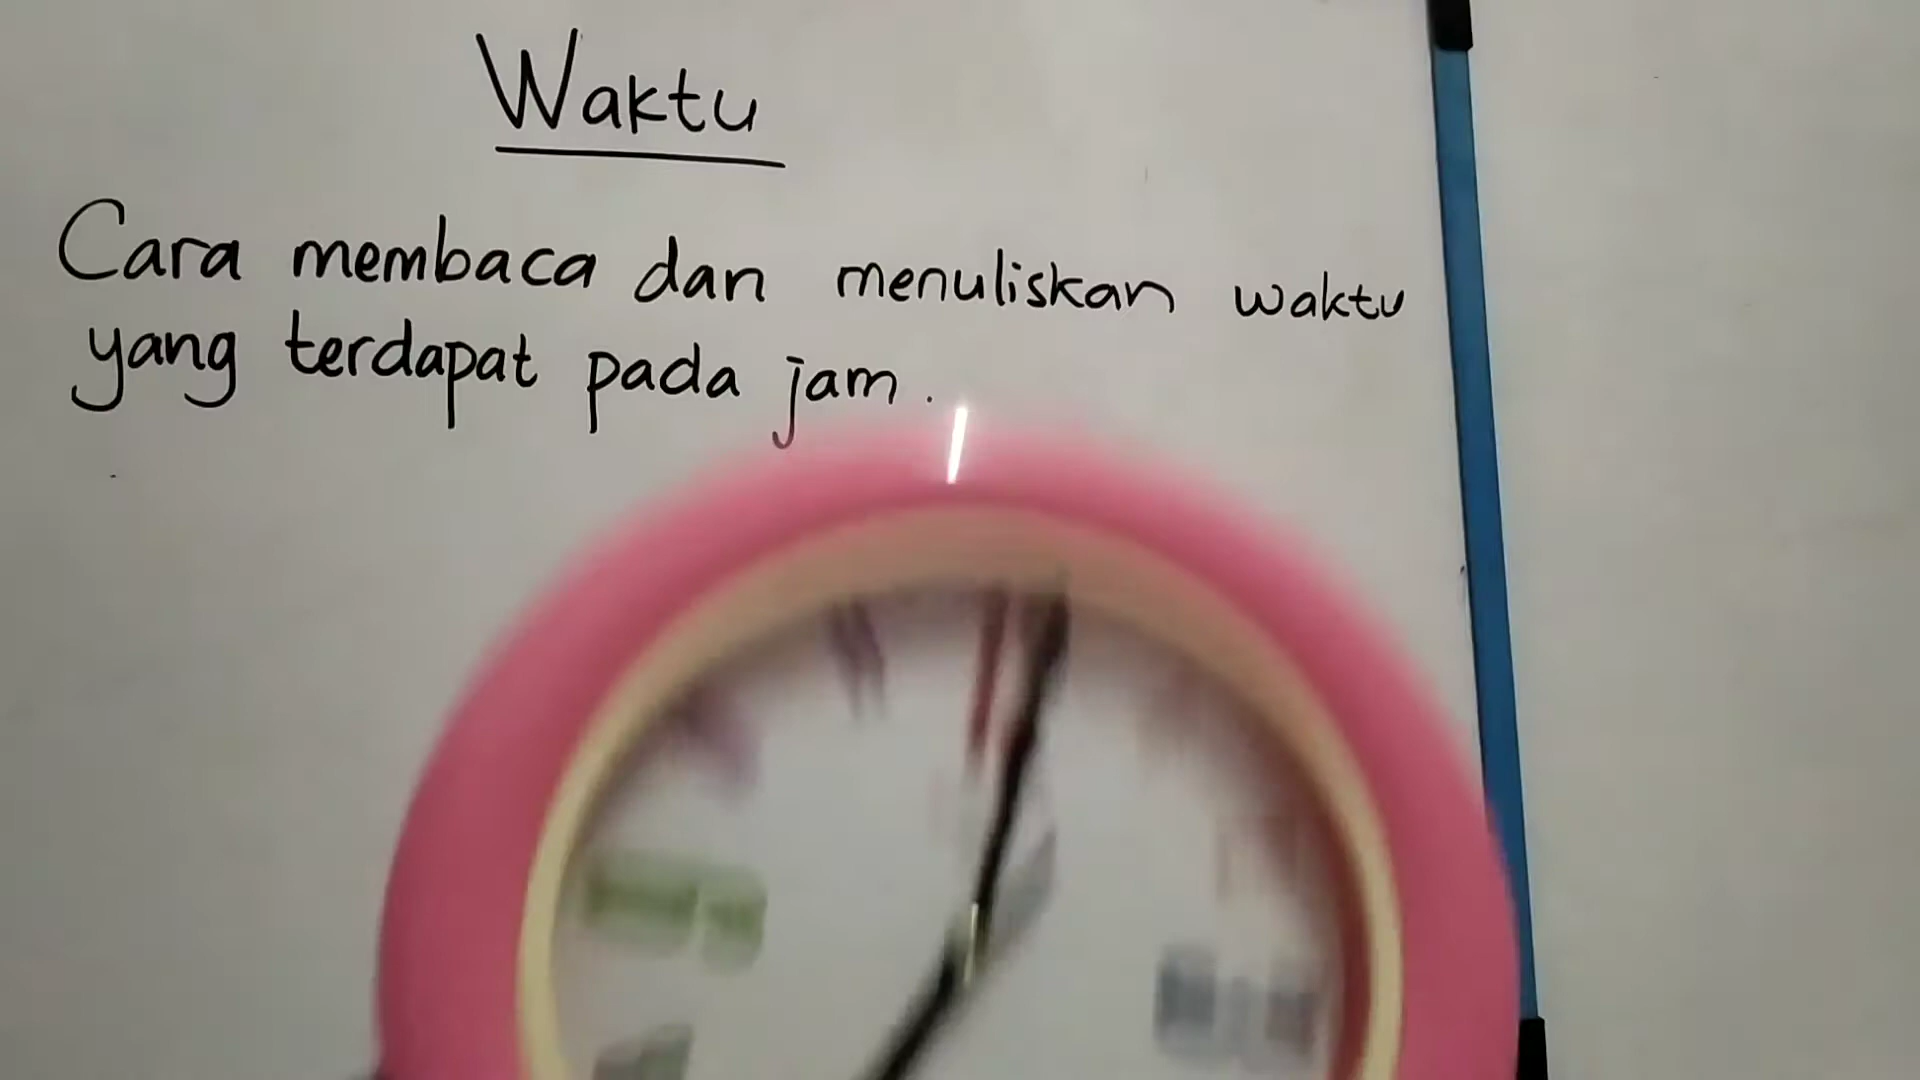 Waktu
Cara membaca dan menuliskan waktu
yang terdapat pada jam.